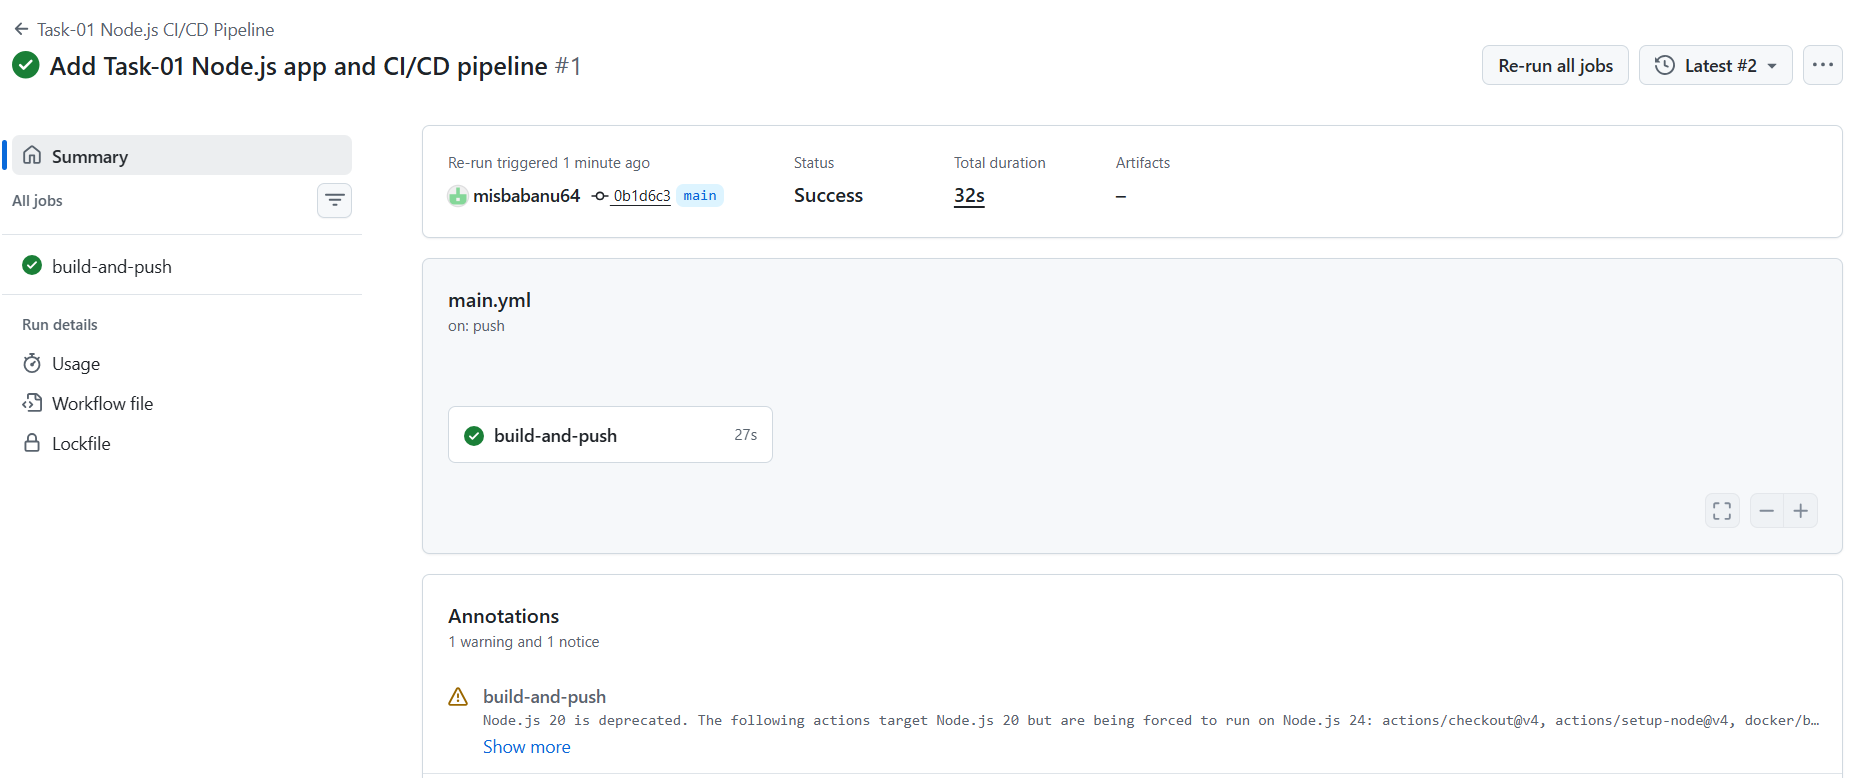 Task-01 Node.js CI/CD Pipeline
Add Task-01 Node.js app and CI/CD pipeline #1
Re-run all jobs
Latest #2
Summary
All jobs
build-and-push
Run details
Usage
Workflow file
Lockfile
Re-run triggered 1 minute ago
misbabanu64 0b1d6c3 main
Status
Success
Total duration
32s
Artifacts
–
main.yml
on: push
build-and-push 27s
Annotations
1 warning and 1 notice
build-and-push
Node.js 20 is deprecated. The following actions target Node.js 20 but are being forced to run on Node.js 24: actions/checkout@v4, actions/setup-node@v4, docker/b…
Show more